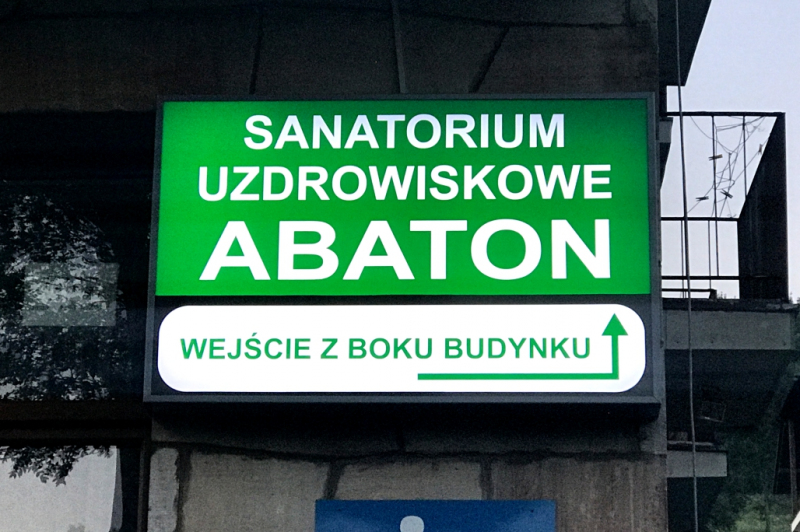 SANATORIUM
UZDROWISKOWE
ABATON
WEJŚCIE Z BOKU BUDYNKU